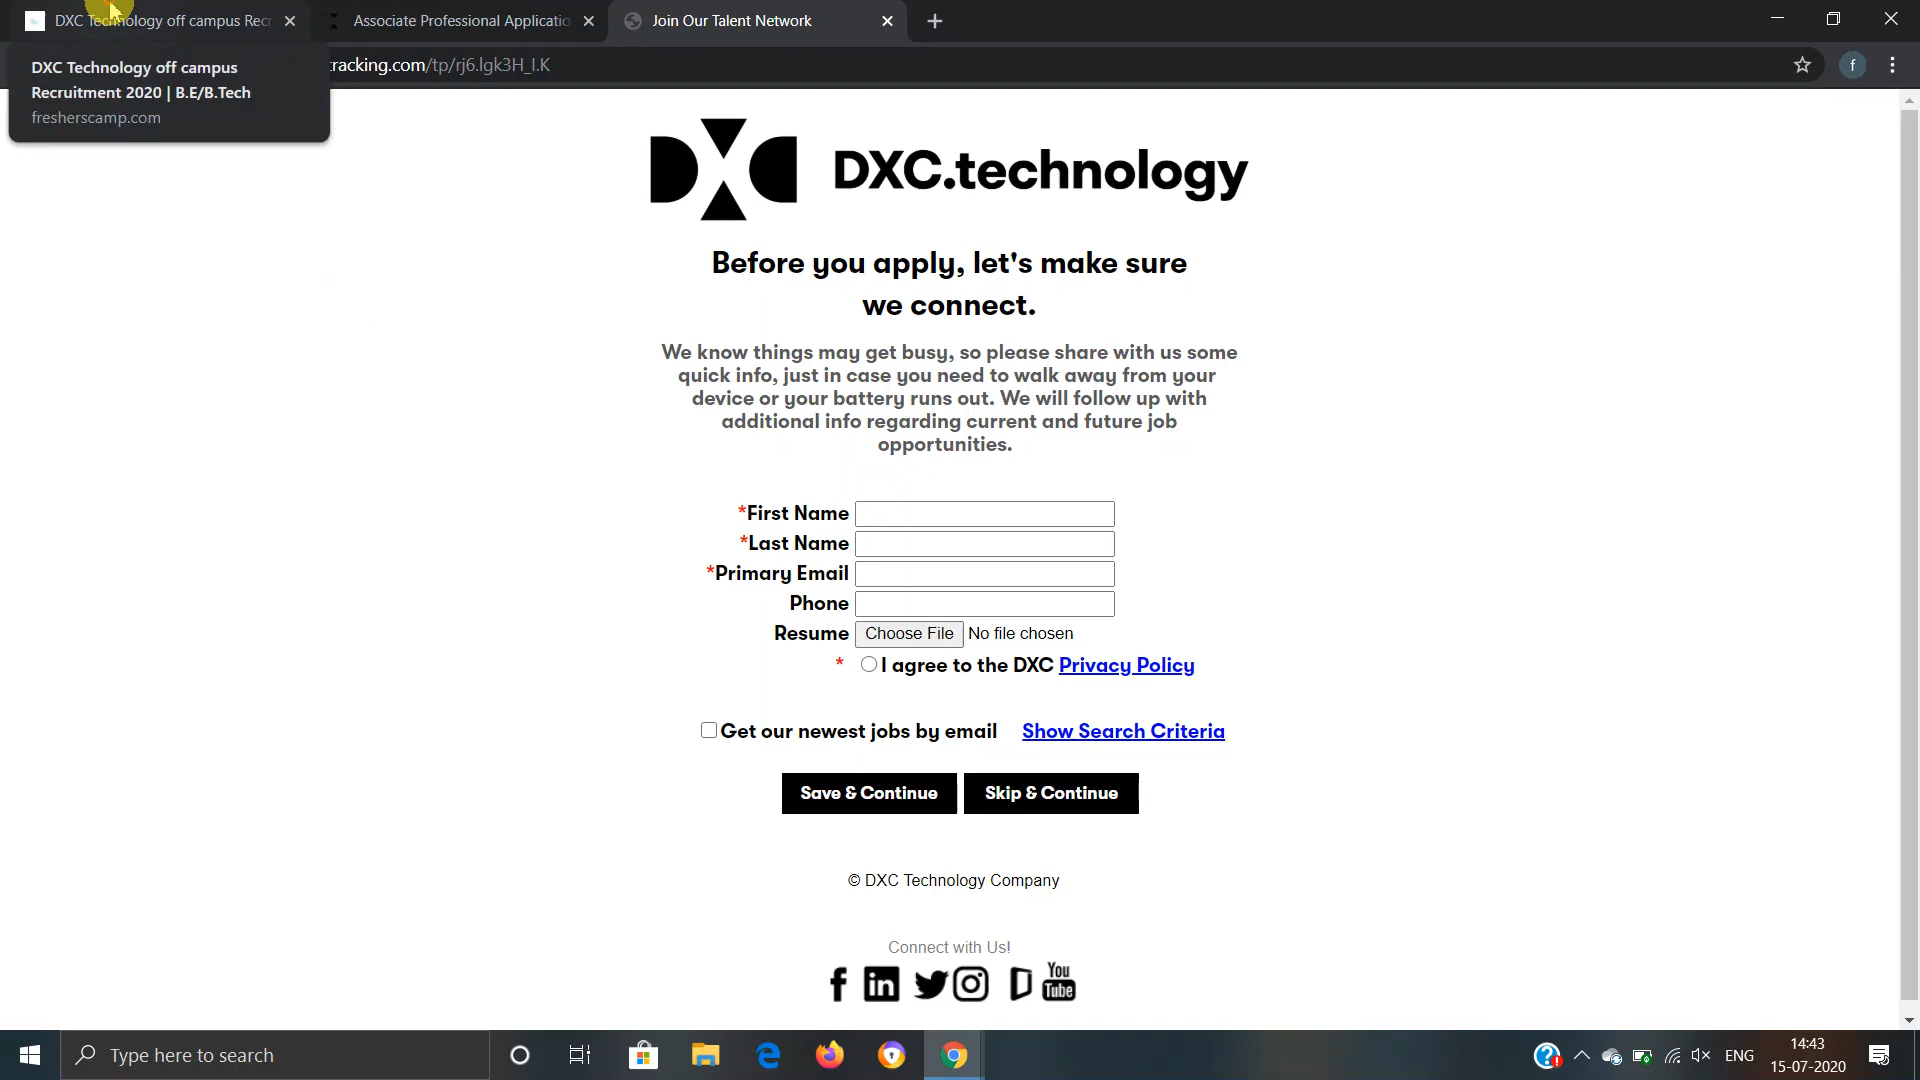 DXC Technology off campus Recr
Associate Professional Applicatio
Join Our Talent Network
DXC Technology off campus
Recruitment 2020 | B.E/B.Tech
fresherscamp.com
racking.com/tp/rj6.lgk3H_l.K
f
DXC.technology
Before you apply, let's make sure
we connect.
We know things may get busy, so please share with us some
quick info, just in case you need to walk away from your
device or your battery runs out. We will follow up with
additional info regarding current and future job
opportunities.
*First Name
*Last Name
*Primary Email
Phone
Resume Choose File No file chosen
* I agree to the DXC Privacy Policy
Get our newest jobs by email Show Search Criteria
Save & Continue Skip & Continue
© DXC Technology Company
Connect with Us!
You
Tube
Type here to search
ENG
14:43
15-07-2020